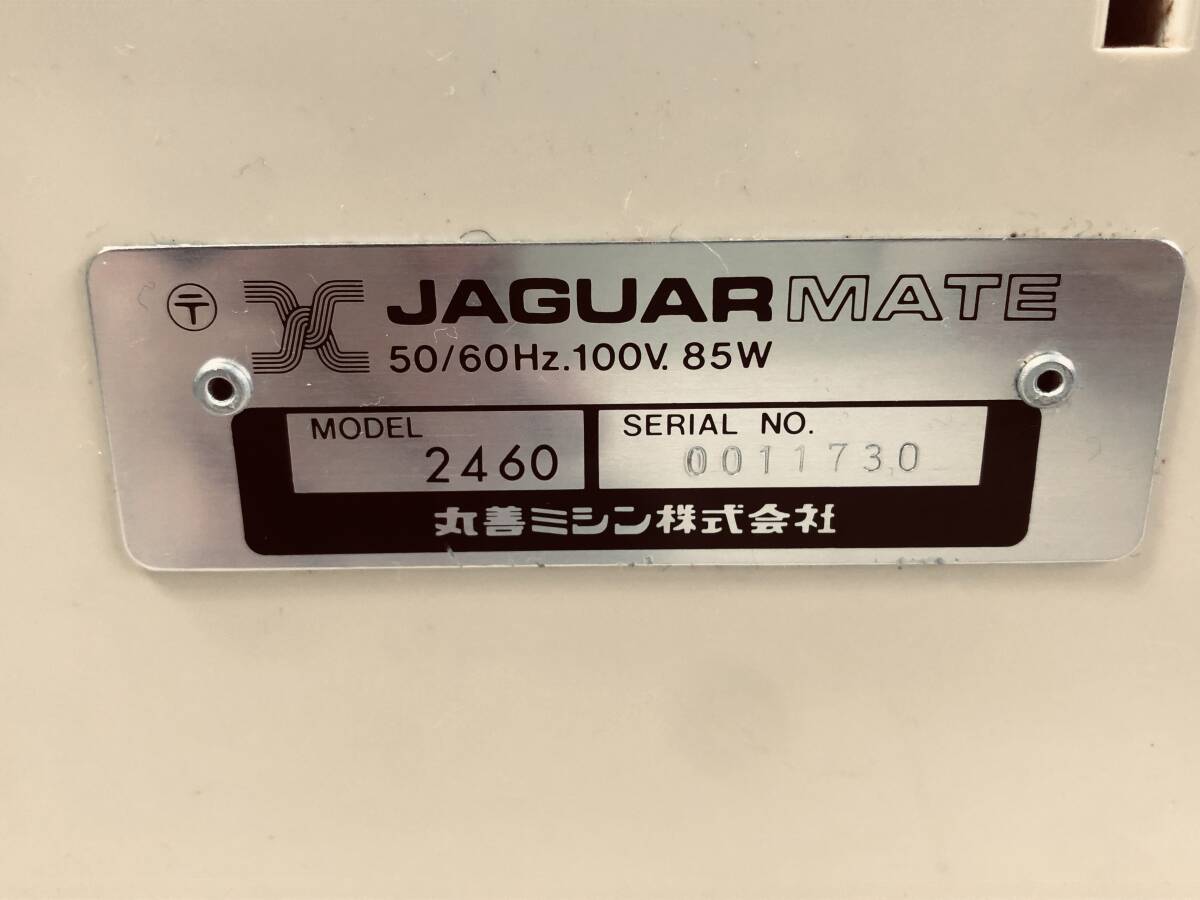 〒 JAGUAR MATE
50/60Hz.100V. 85W
MODEL 2460
SERIAL NO. 0011730
丸善ミシン株式会社